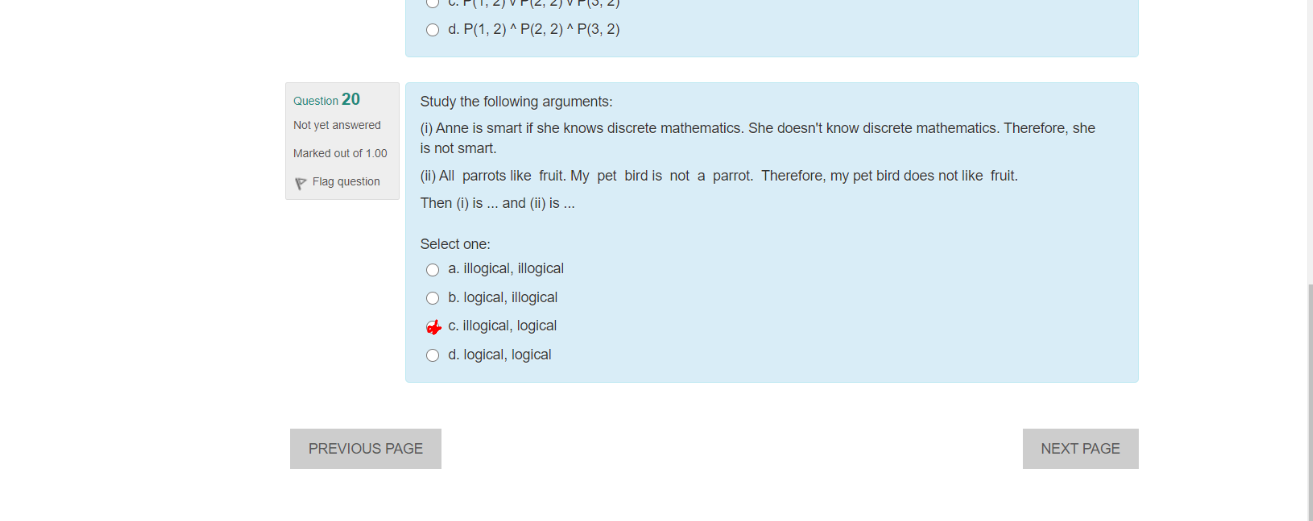 c. P(1, 2) v P(2, 2) v P(3, 2)
d. P(1, 2) ^ P(2, 2) ^ P(3, 2)
Question 20
Not yet answered
Marked out of 1.00
Flag question
Study the following arguments:
(i) Anne is smart if she knows discrete mathematics. She doesn't know discrete mathematics. Therefore, she
is not smart.
(ii) All parrots like fruit. My pet bird is not a parrot. Therefore, my pet bird does not like fruit.
Then (i) is ... and (ii) is ...
Select one:
a. illogical, illogical
b. logical, illogical
c. illogical, logical
d. logical, logical
PREVIOUS PAGE
NEXT PAGE